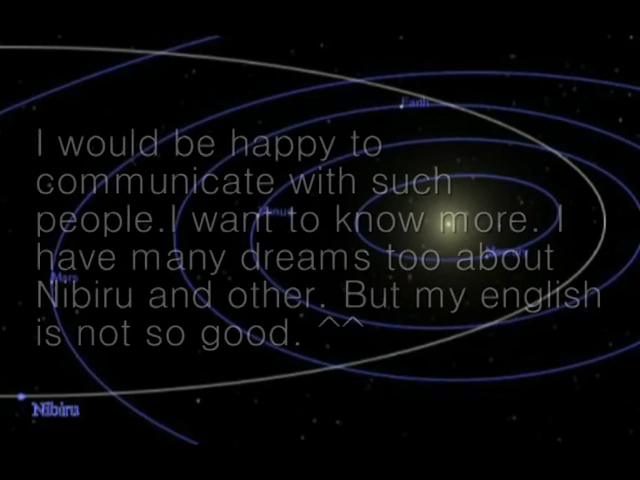 Earth
I would be happy to
communicate with such
people.I want to know more. I
Venus
have many dreams too about
Mercury
Mars
Nibiru and other. But my english
is not so good. ^^
Nibiru